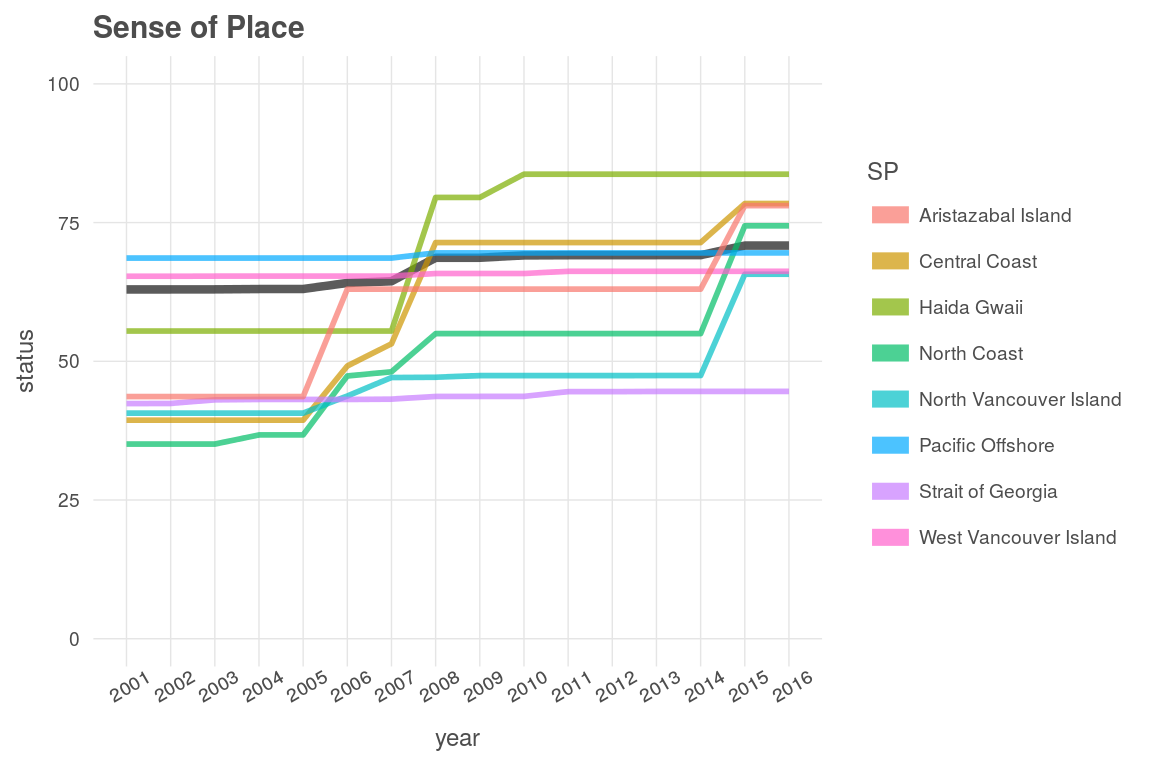 Sense of Place
status
100
75
50
25
0
2001 2002 2003 2004 2005 2006 2007 2008 2009 2010 2011 2012 2013 2014 2015 2016
year
SP
Aristazabal Island
Central Coast
Haida Gwaii
North Coast
North Vancouver Island
Pacific Offshore
Strait of Georgia
West Vancouver Island